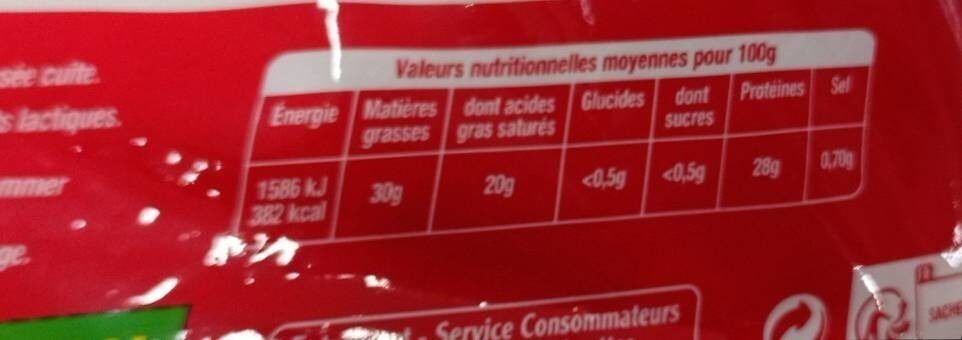 sée cuite.
s lactiques.
mmer
ge.
Valeurs nutritionnelles moyennes pour 100g
Énergie Matières grasses dont acides gras saturés Glucides dont sucres Protéines Sel
1586 kJ 382 kcal 30g 20g <0,5g <0,5g 28g 0,70g
- Service Consommateurs
SACHE